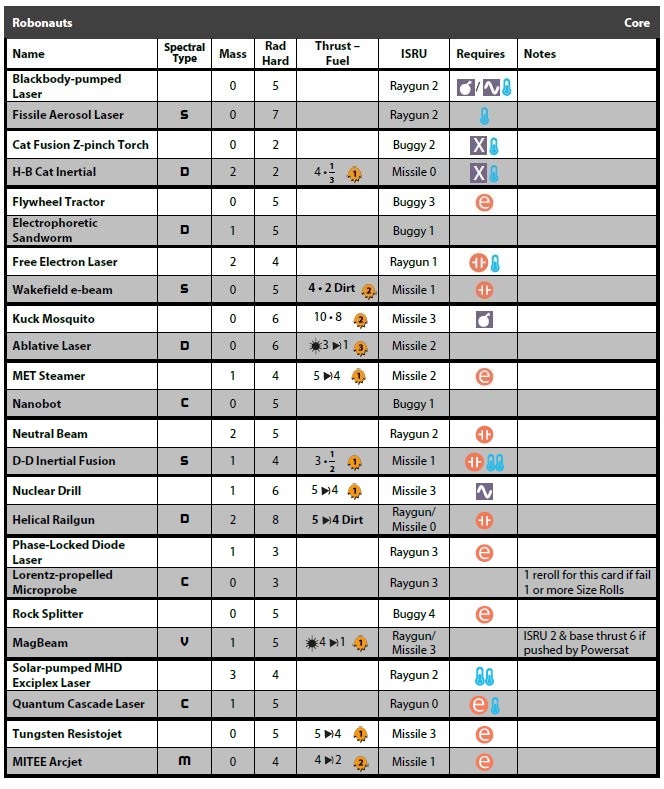 Robonauts Core
Name Spectral Type Mass Rad Hard Thrust – Fuel ISRU Requires Notes
Blackbody-pumped Laser 0 5 Raygun 2 /
Fissile Aerosol Laser S 0 7 Raygun 2
Cat Fusion Z-pinch Torch 0 2 Buggy 2 X
H-B Cat Inertial D 2 2 4 • 1/3 1 Missile 0 X
Flywheel Tractor 0 5 Buggy 3 e
Electrophoretic Sandworm D 1 5 Buggy 1
Free Electron Laser 2 4 Raygun 1
Wakefield e-beam S 0 5 4 • 2 Dirt 2 Missile 1
Kuck Mosquito 0 6 10 • 8 2 Missile 3
Ablative Laser D 0 6 3 1 3 Missile 2
MET Steamer 1 4 5 4 1 Missile 2 e
Nanobot C 0 5 Buggy 1
Neutral Beam 2 5 Raygun 2
D-D Inertial Fusion S 1 4 3 • 1/2 1 Missile 1
Nuclear Drill 1 6 5 4 1 Missile 3
Helical Railgun D 2 8 5 4 Dirt Raygun/ Missile 0
Phase-Locked Diode Laser 1 3 Raygun 3 e
Lorentz-propelled Microprobe C 0 3 Raygun 3 1 reroll for this card if fail 1 or more Size Rolls
Rock Splitter 0 5 Buggy 4 e
MagBeam V 1 5 4 1 1 Raygun/ Missile 3 ISRU 2 & base thrust 6 if pushed by Powersat
Solar-pumped MHD Exciplex Laser 3 4 Raygun 2
Quantum Cascade Laser C 1 5 Raygun 0 e
Tungsten Resistojet 0 5 5 4 1 Missile 3 e
MITEE Arcjet m 0 4 4 2 2 Missile 1 e